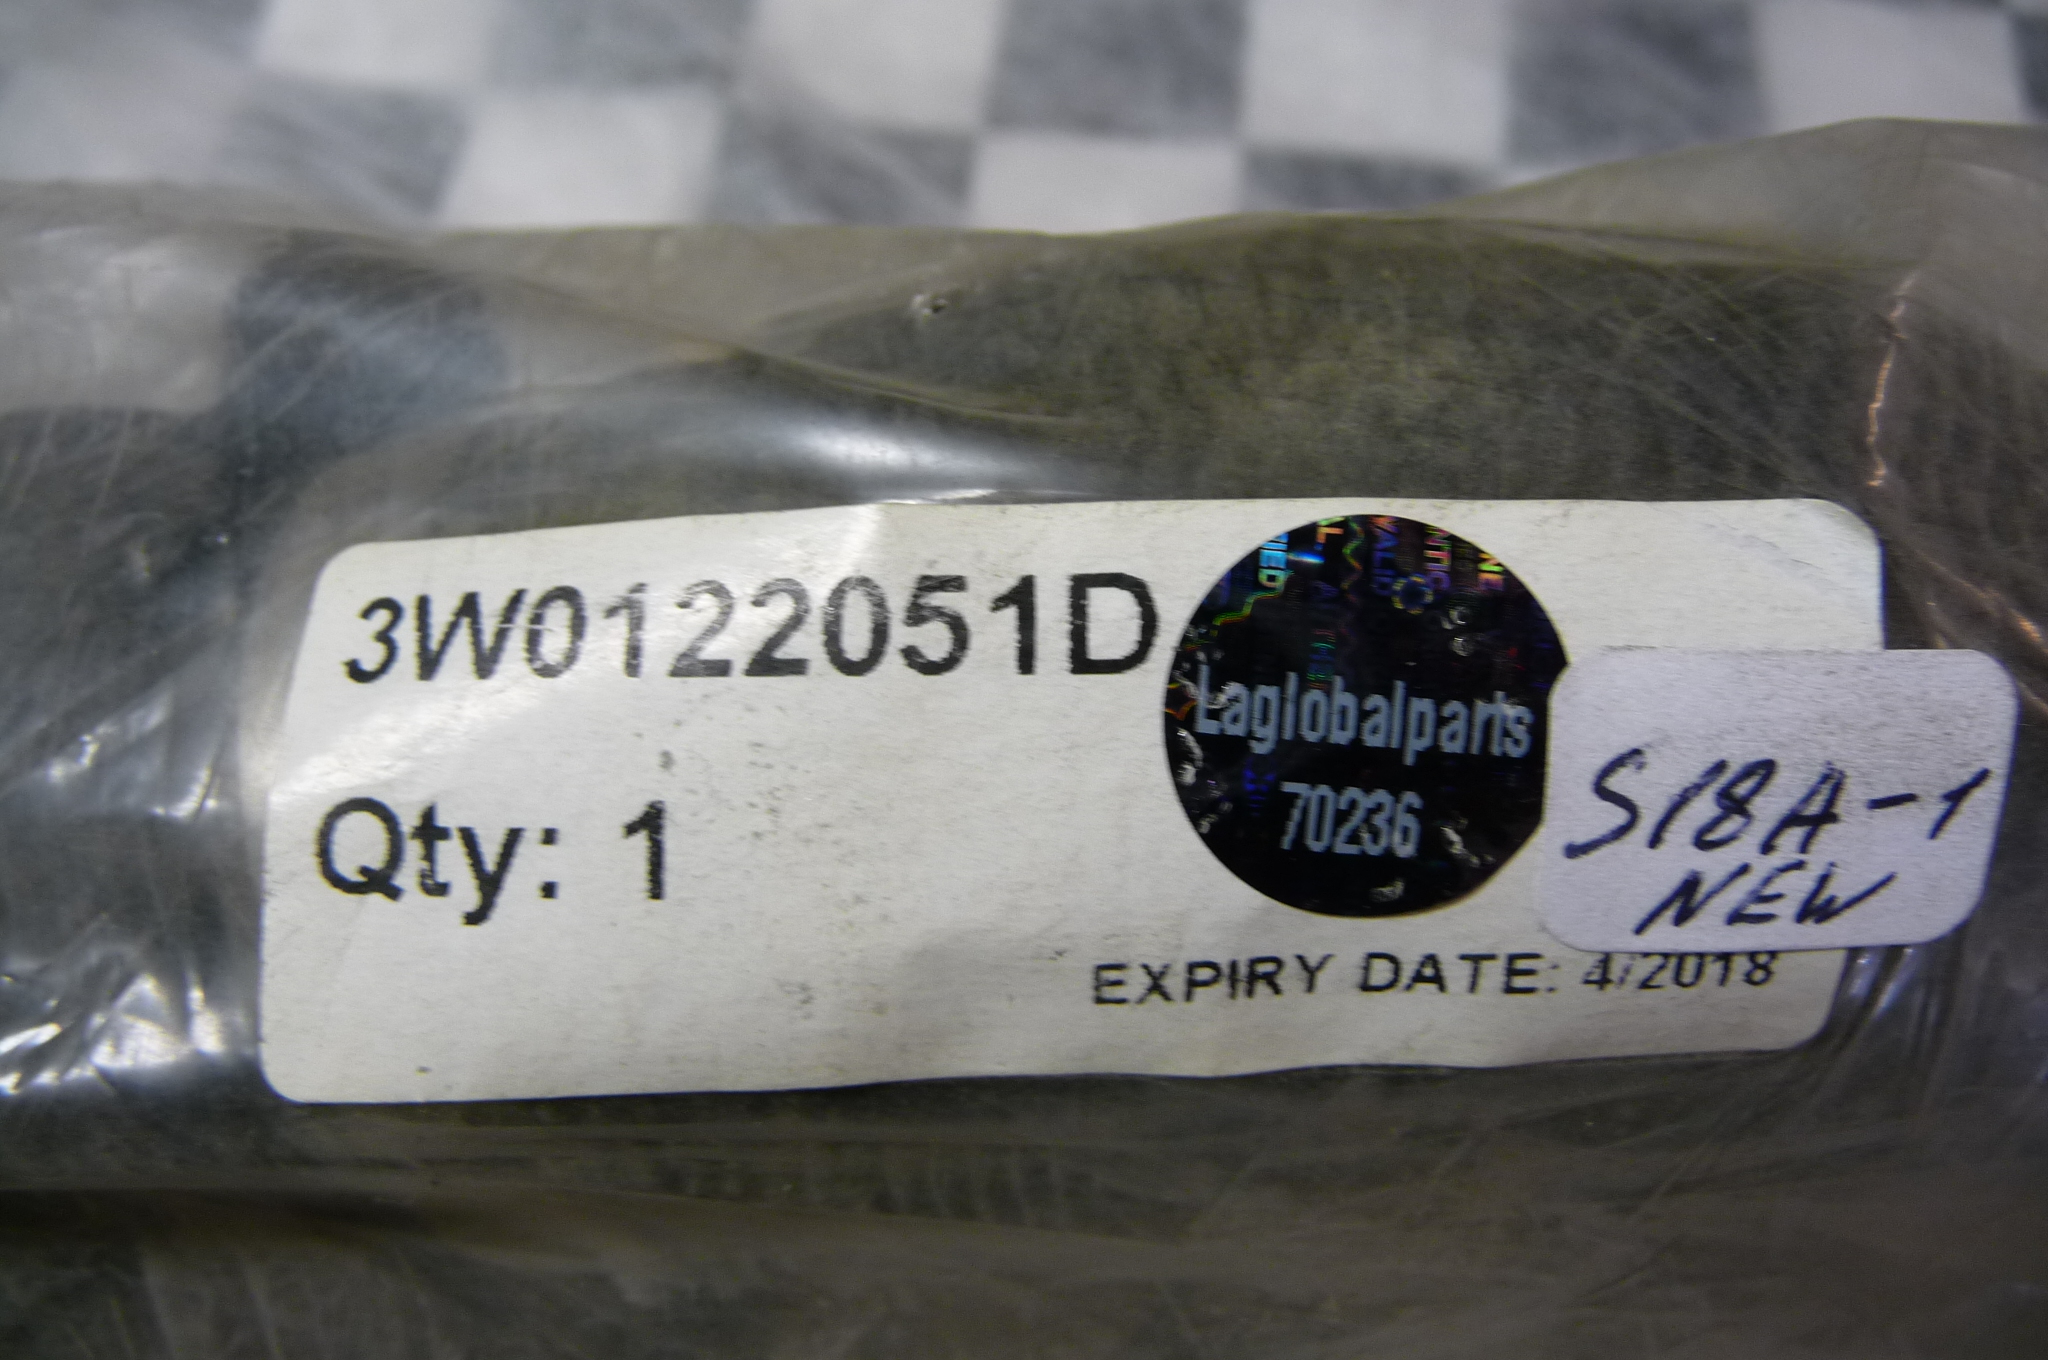 3W0122051D
Laglobalparts
70236
Qty: 1
S18A-1
NEW
EXPIRY DATE: 4/2018